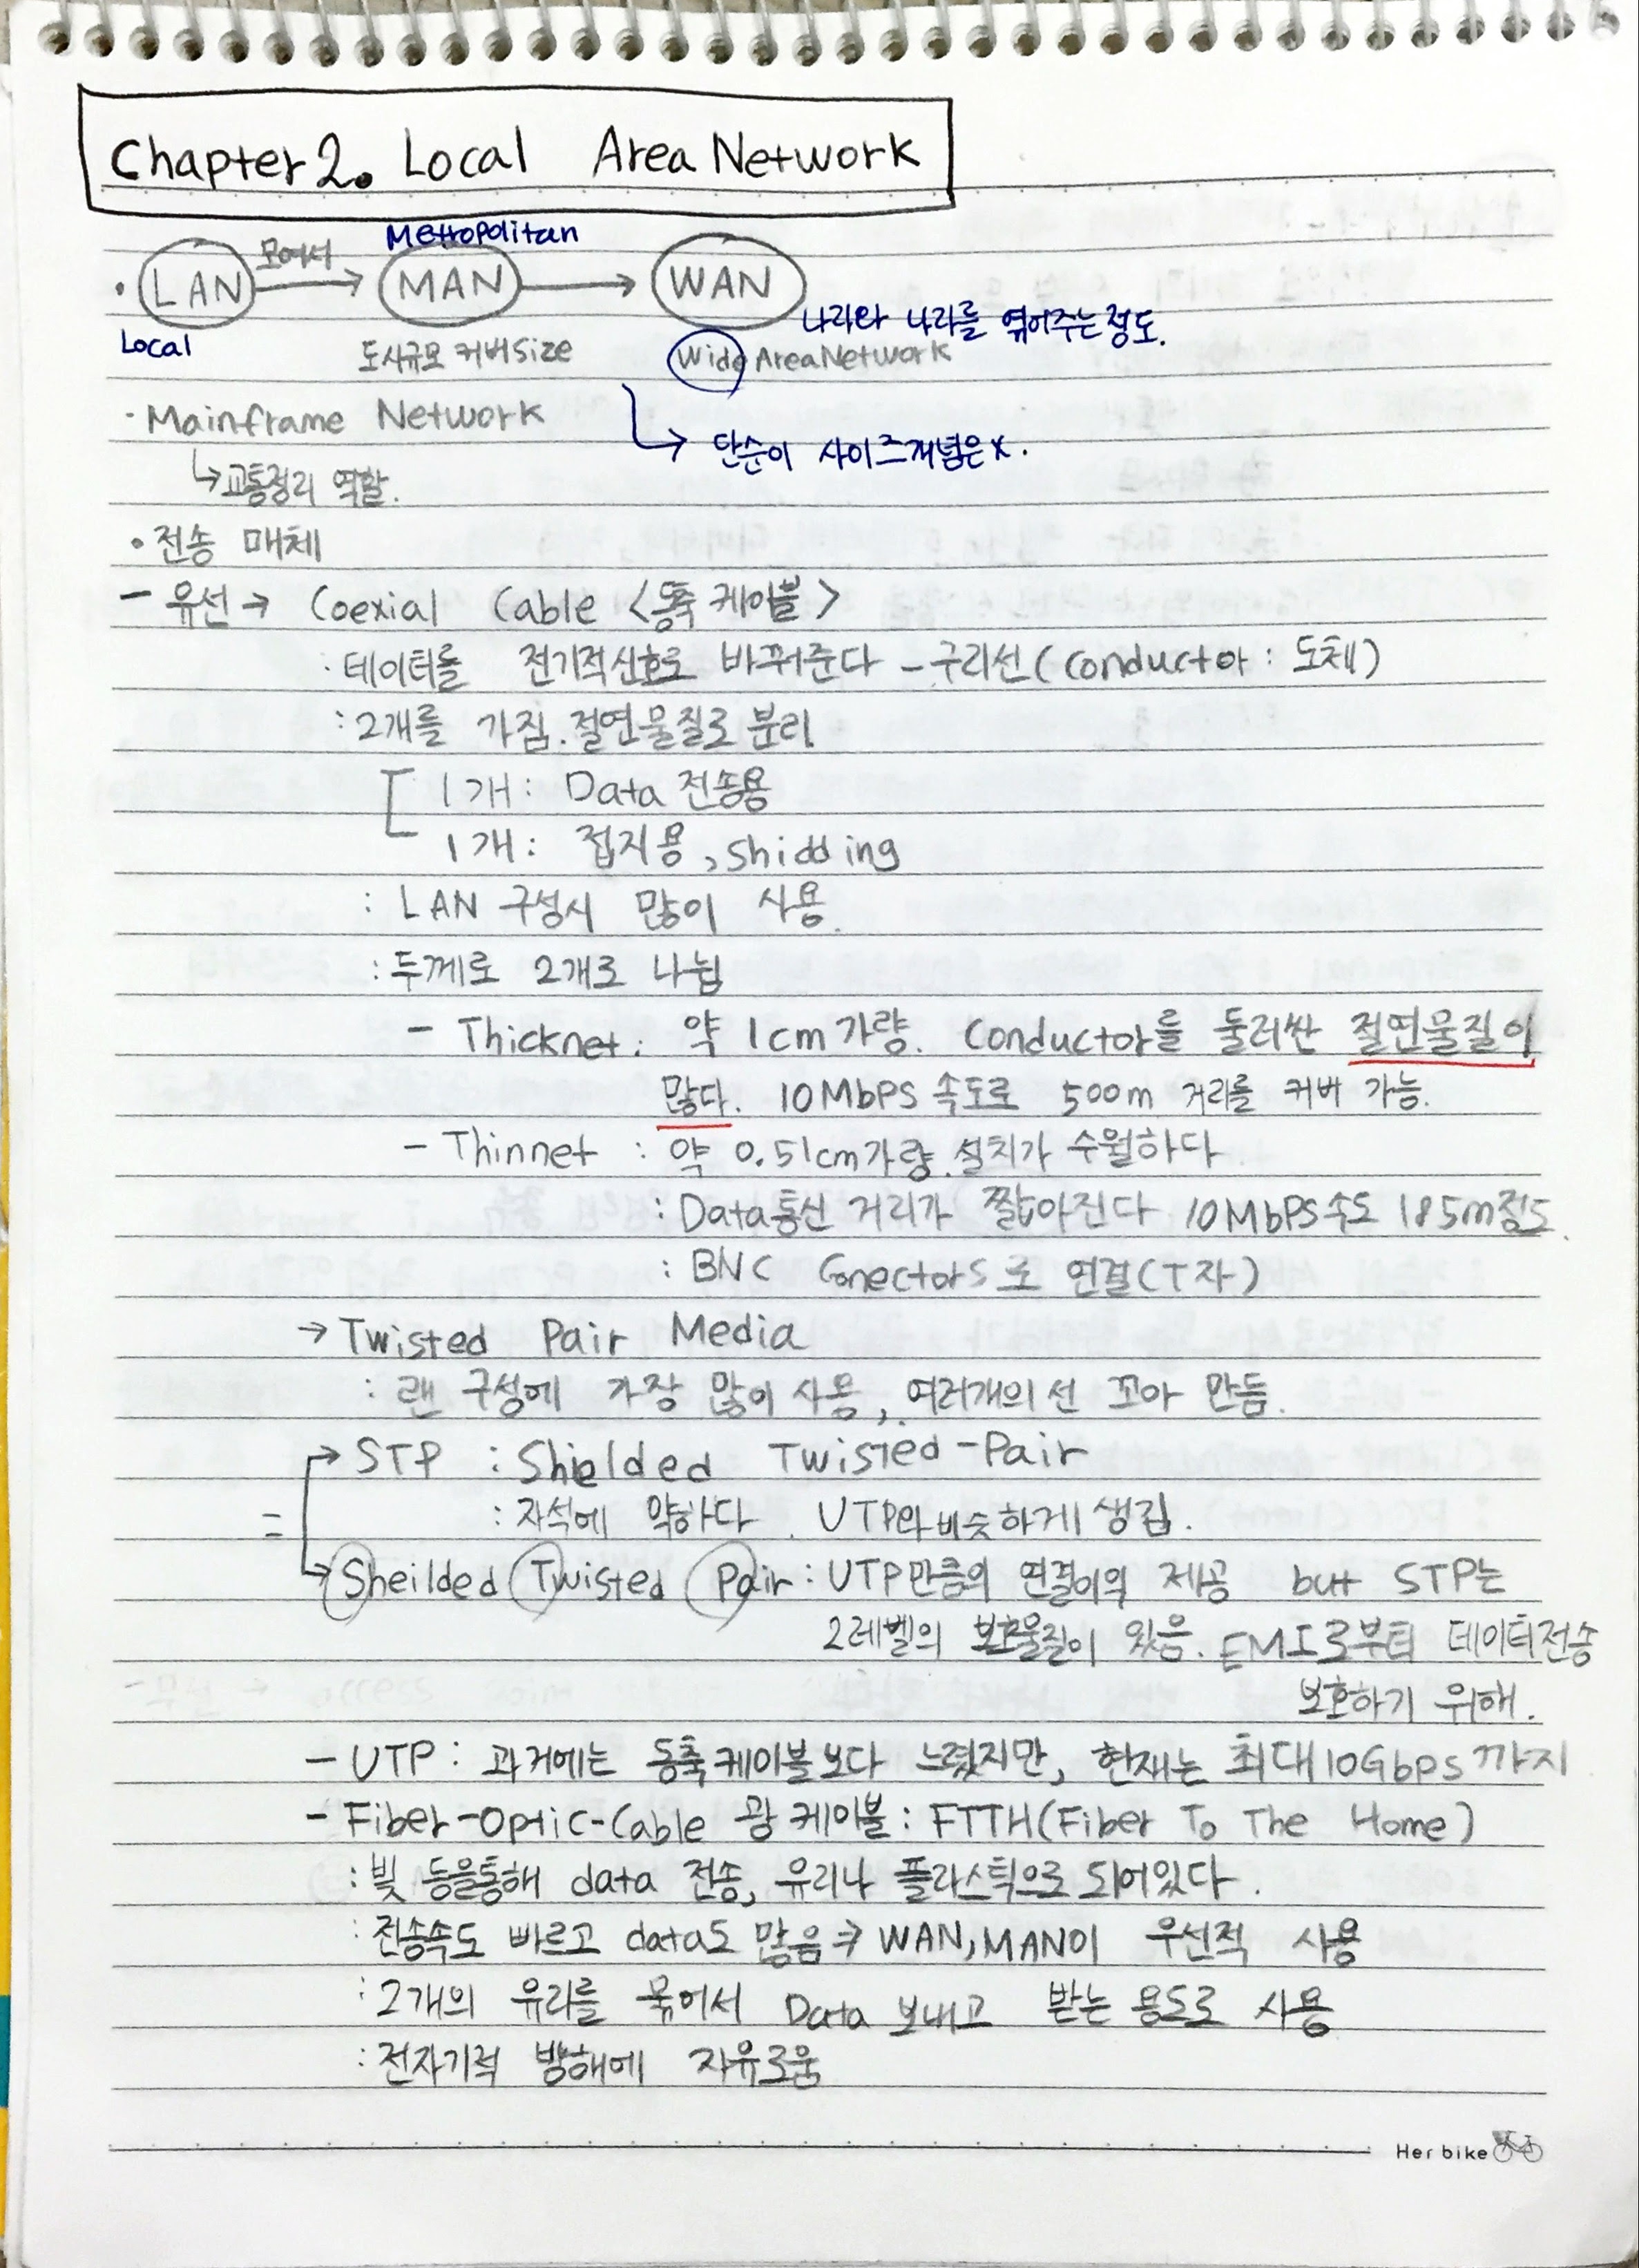 Chapter 2. Local Area Network
Metropolitan
• LAN 모여서 → MAN → WAN
나라와 나라를 엮어주는정도.
Local 도시규모 커버size Wide AreaNetwork
· Mainframe Network
↳ 단순이 사이즈개념은 x.
↳ 교통정리 역할.
• 전송 매체
- 유선 → Coexial Cable <동축 케이블>
· 데이터를 전기적신호로 바꿔준다 - 구리선(conductor : 도체)
: 2개를 가짐. 절연물질로 분리.
1개 : Data 전송용
1개 : 접지용, shidding
: LAN 구성시 많이 사용.
: 두께로 2개로 나뉨
- Thicknet : 약 1cm가량. Conductor를 둘러싼 절연물질이
많다. 10MbPS 속도로 500m 거리를 커버 가능.
- Thinnet : 약 0.51cm가량. 설치가 수월하다
: Data통신 거리가 짧아진다 10MbPS속도 185m정도.
: BNC Conectors로 연결(T자)
→ Twisted Pair Media
: 랜 구성에 가장 많이 사용, 여러개의 선 꼬아 만듬.
→ STP : Shielded Twisted-Pair
: 자석에 약하다. UTP와 비슷하게 생김.
=
→ Sheilded Twisted Pair : UTP만큼의 연결이의 제공 but STP는
2레벨의 보호물질이 있음. EMI로부터 데이터전송
보호하기 위해.
- UTP : 과거에는 동축케이블보다 느렸지만, 현재는 최대10Gbps까지
- Fiber-Optic-Cable 광 케이블 : FTTH(Fiber To The Home)
: 빛 등을통해 data 전송, 유리나 플라스틱으로 되어있다.
: 전송속도 빠르고 data도 많음 → WAN, MAN이 우선적 사용
: 2개의 유리를 묶어서 Data 보내고 받는 용도로 사용
: 전자기적 방해에 자유로움
Her bike